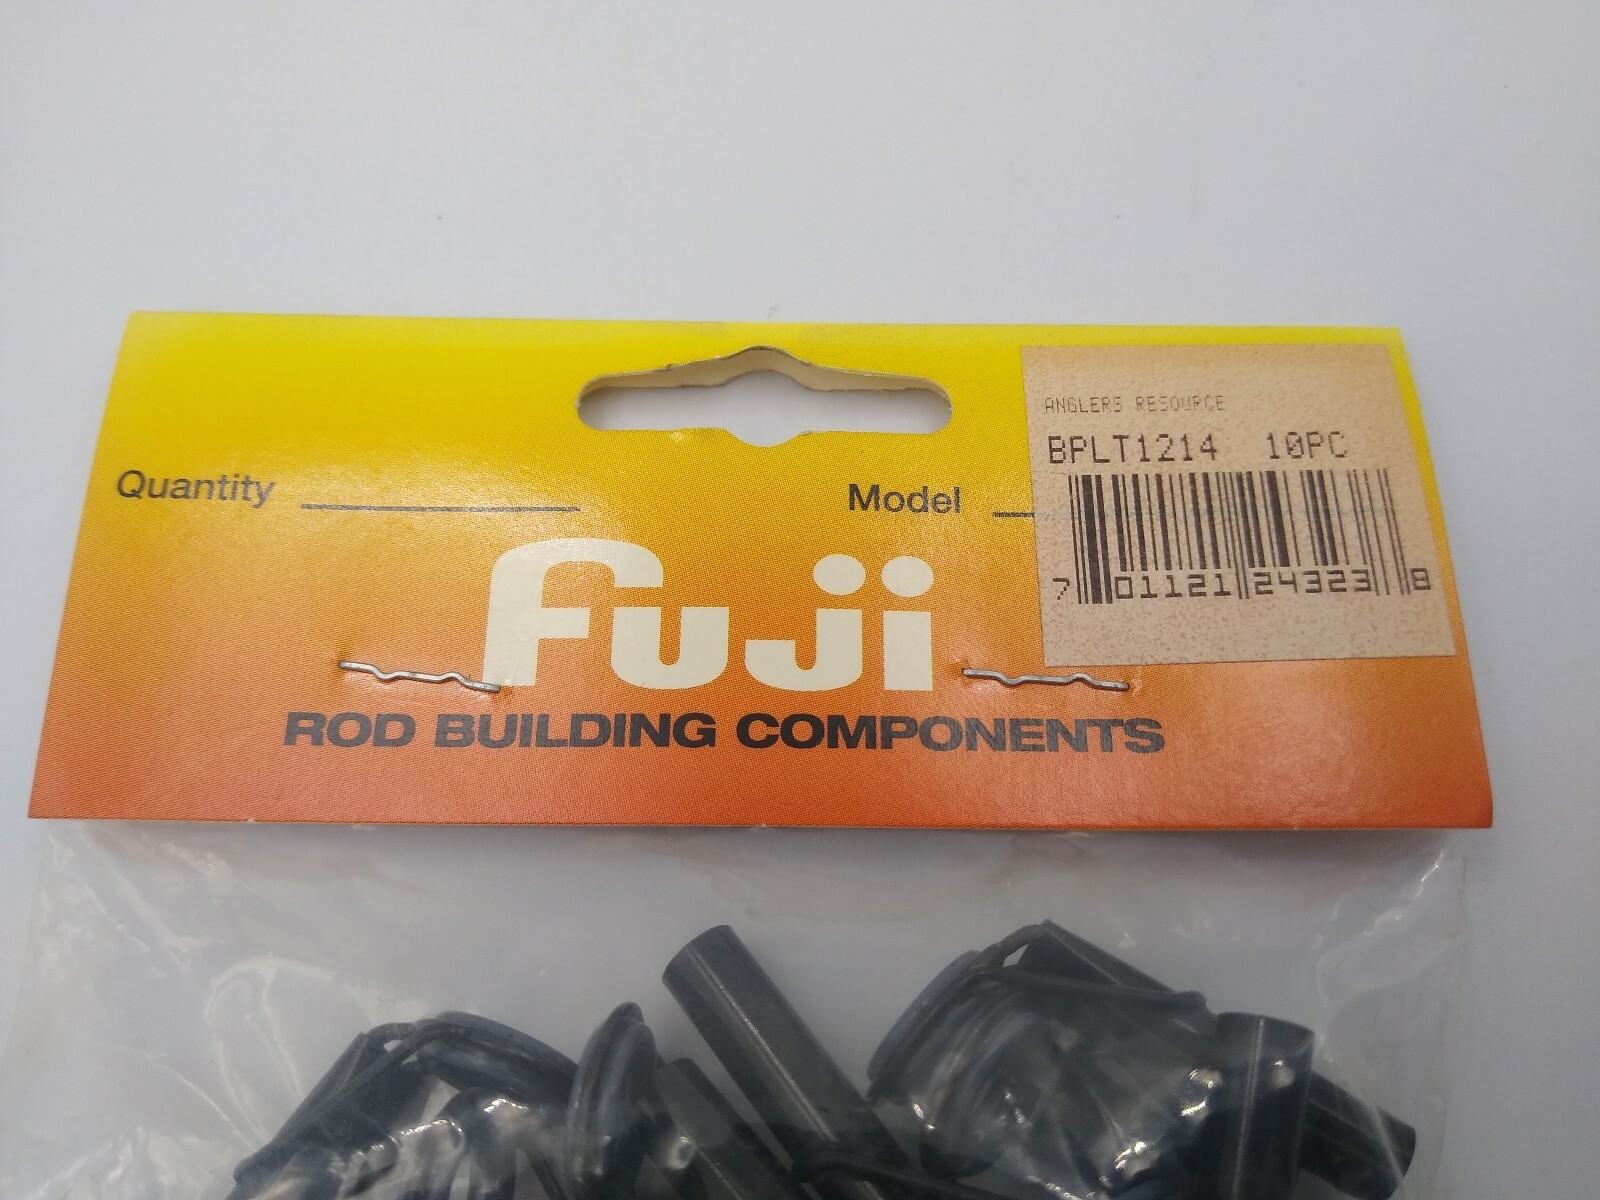 ANGLERS RESOURCE
BPLT1214 10PC
7 01121 24323 8
Quantity
Model
Fuji
ROD BUILDING COMPONENTS